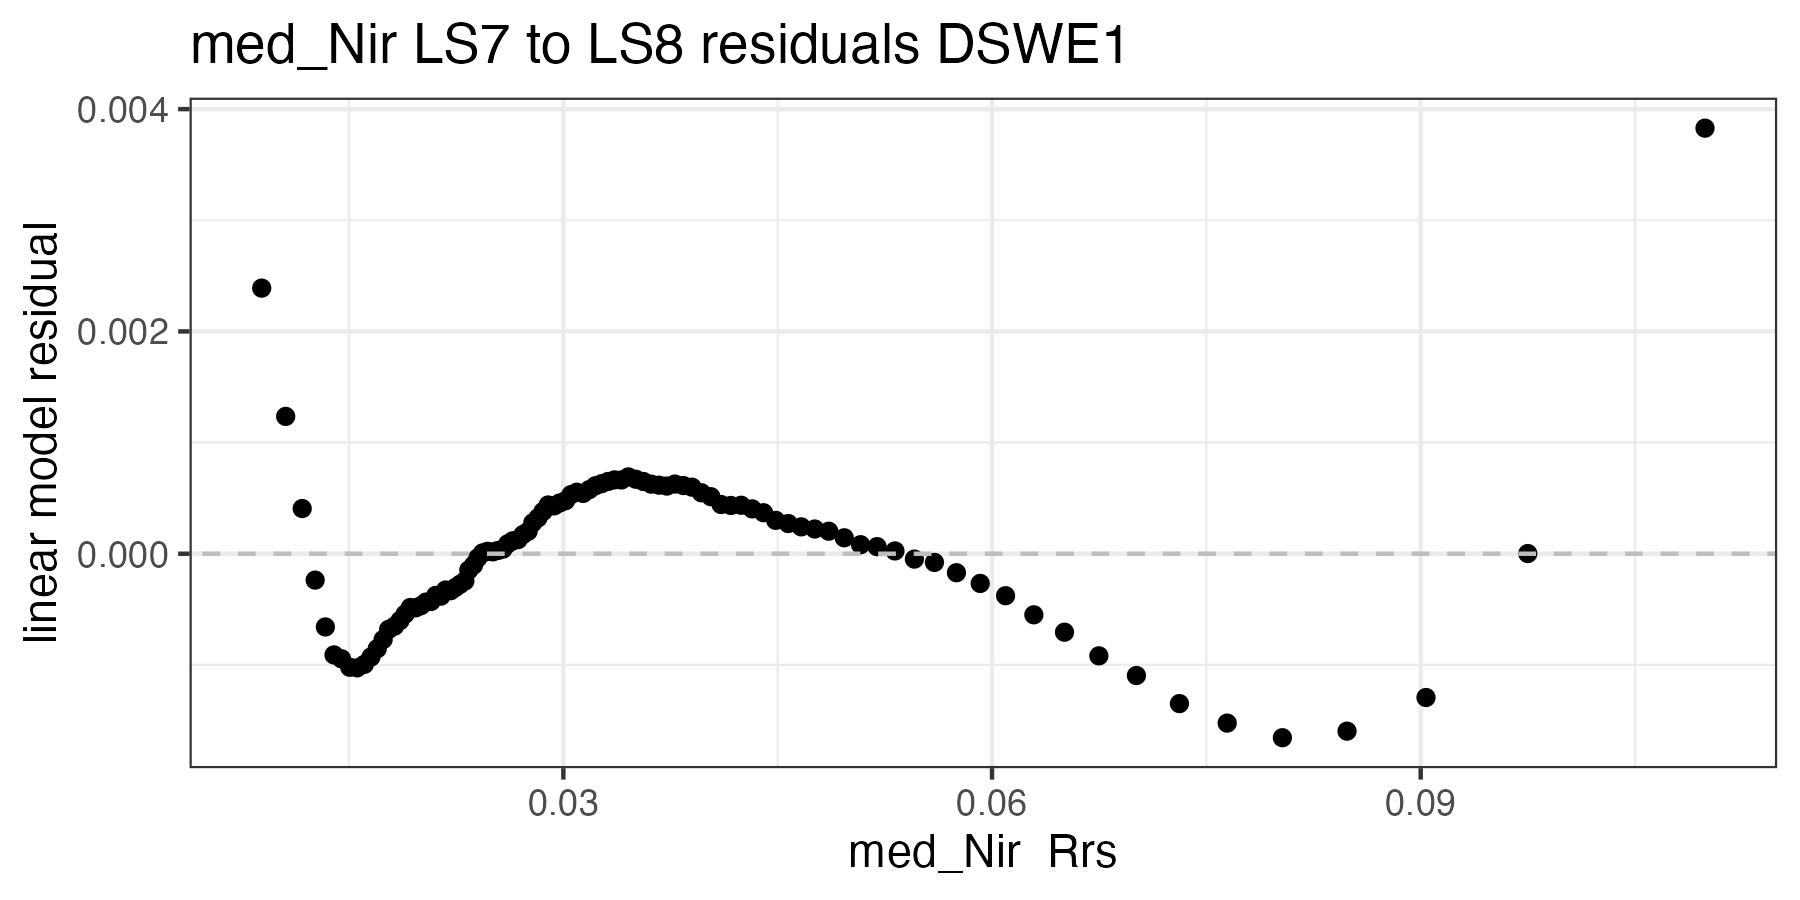 med_Nir LS7 to LS8 residuals DSWE1
linear model residual
0.004
0.002
0.000
0.03
0.06
0.09
med_Nir  Rrs